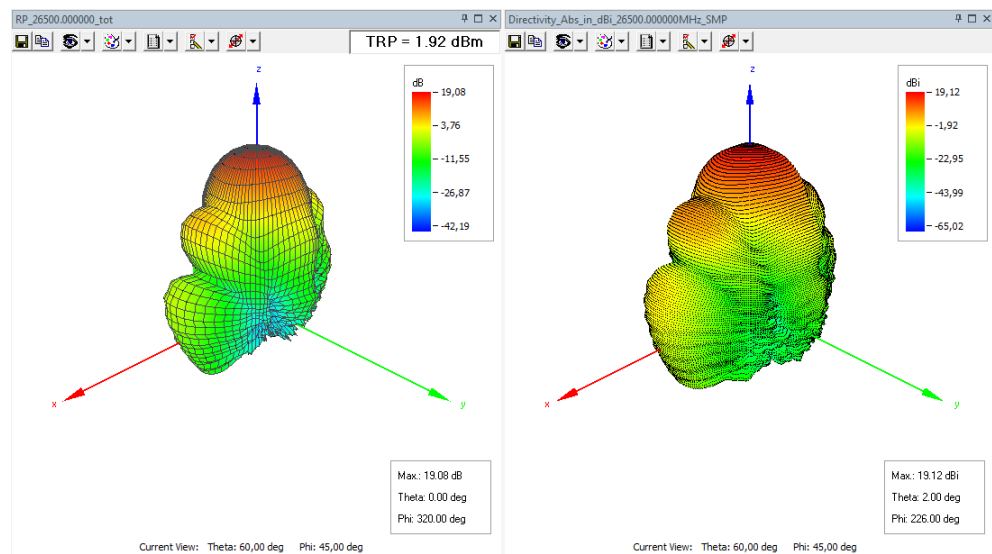 RP_26500.000000_tot
TRP = 1.92 dBm
z
dB
19,08
3,76
-11,55
-26,87
-42,19
x
y
Max.: 19.08 dB
Theta: 0.00 deg
Phi: 320.00 deg
Current View: Theta: 60,00 deg Phi: 45,00 deg
Directivity_Abs_in_dBi_26500.000000MHz_SMP
z
dBi
19,12
-1,92
-22,95
-43,99
-65,02
x
y
Max.: 19.12 dBi
Theta: 2.00 deg
Phi: 226.00 deg
Current View: Theta: 60,00 deg Phi: 45,00 deg